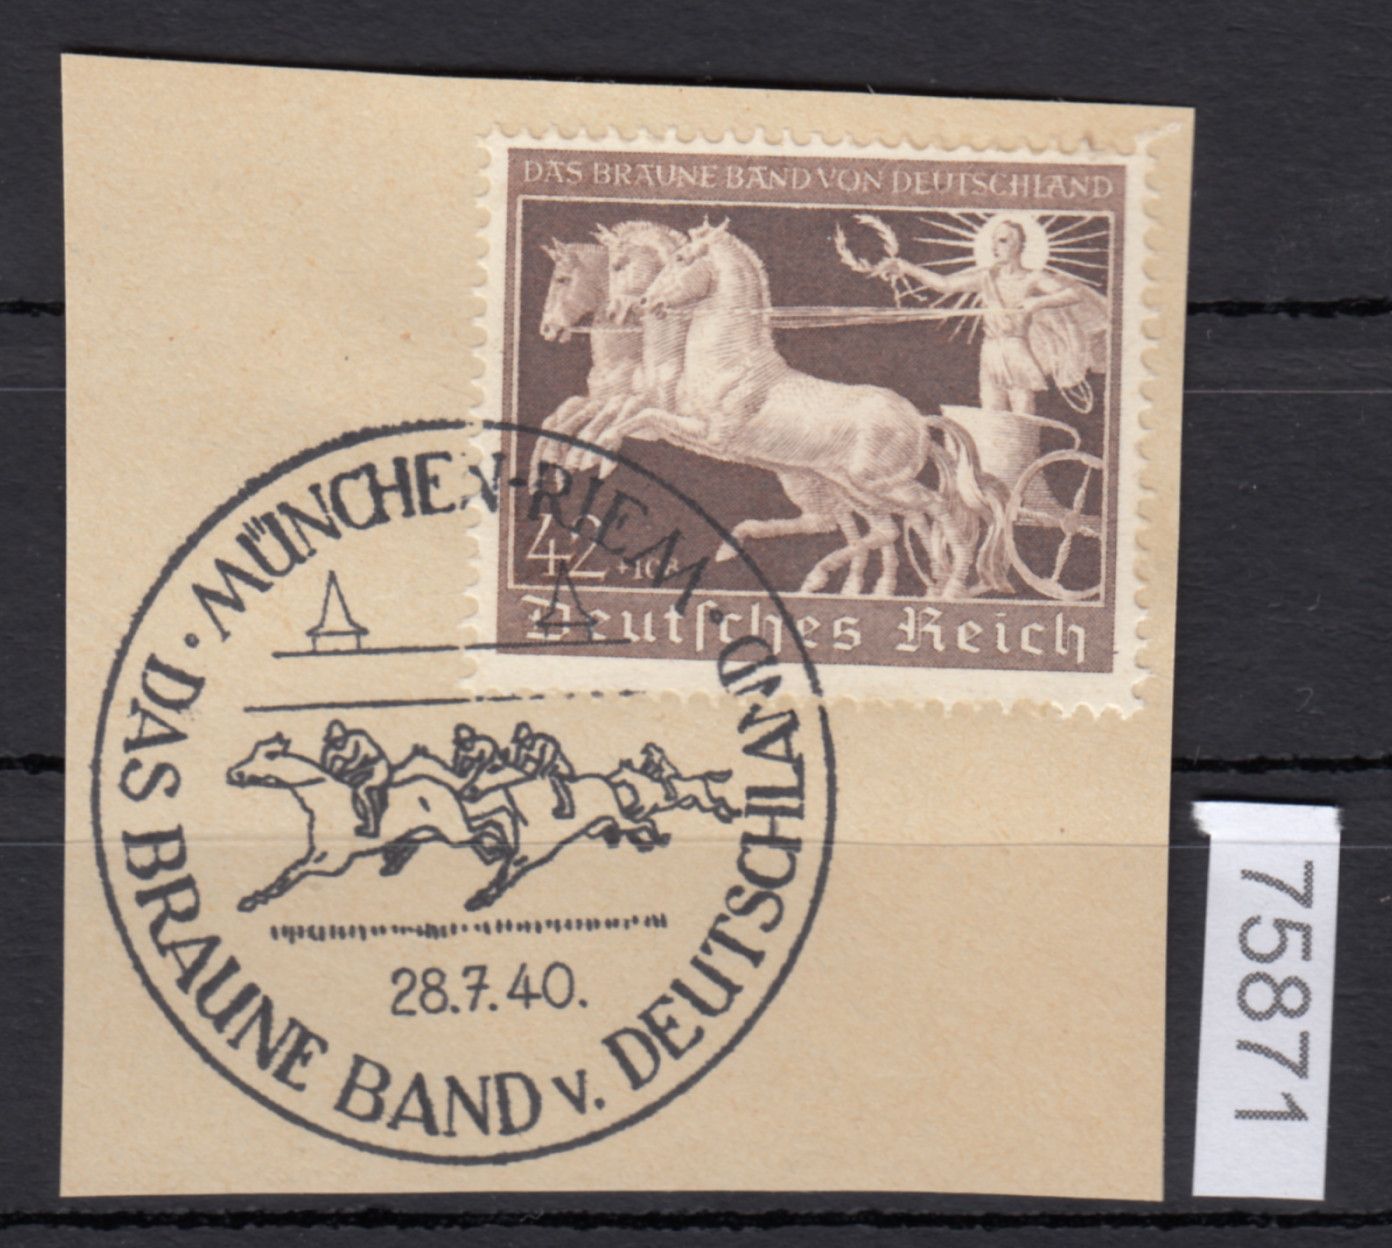 DAS BRAUNE BAND VON DEUTSCHLAND
42
+108
Deutsches Reich
• MÜNCHEN-RIEM •
DAS BRAUNE BAND v. DEUTSCHLAND
28.7.40.
75871